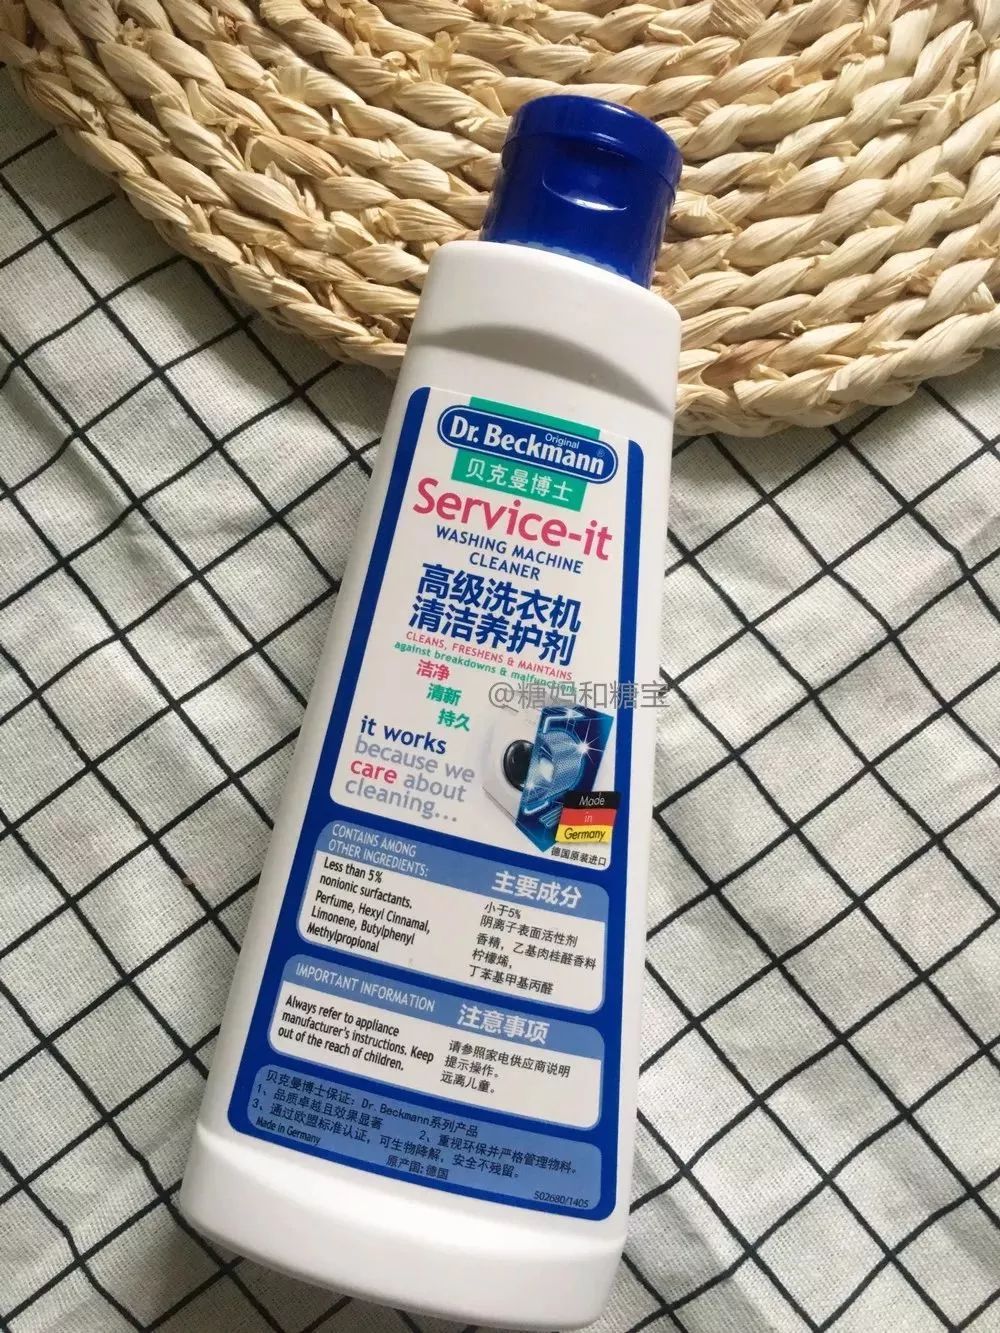 Original
Dr. Beckmann®
贝克曼博士
Service-it
WASHING MACHINE
CLEANER
高级洗衣机
清洁养护剂
CLEANS, FRESHENS & MAINTAINS
against breakdowns & malfunctions
洁净
清新
持久
@糖妈和糖宝
it works
because we
care about
cleaning...
Made
in
Germany
德国原装进口
CONTAINS AMONG
OTHER INGREDIENTS:
Less than 5%
nonionic surfactants.
Perfume, Hexyl Cinnamal,
Limonene, Butylphenyl
Methylpropional
主要成分
小于5%
阴离子表面活性剂
香精，乙基肉桂醛香料
柠檬烯，
丁苯基甲基丙醛
IMPORTANT INFORMATION
Always refer to appliance
manufacturer's instructions. Keep
out of the reach of children.
注意事项
请参照家电供应商说明
提示操作。
远离儿童。
贝克曼博士保证：Dr. Beckmann系列产品
1、品质卓越且效果显著 2、重视环保并严格管理物料。
3、通过欧盟标准认证，可生物降解，安全不残留。
Made in Germany
原产国：德国
S02680/1405